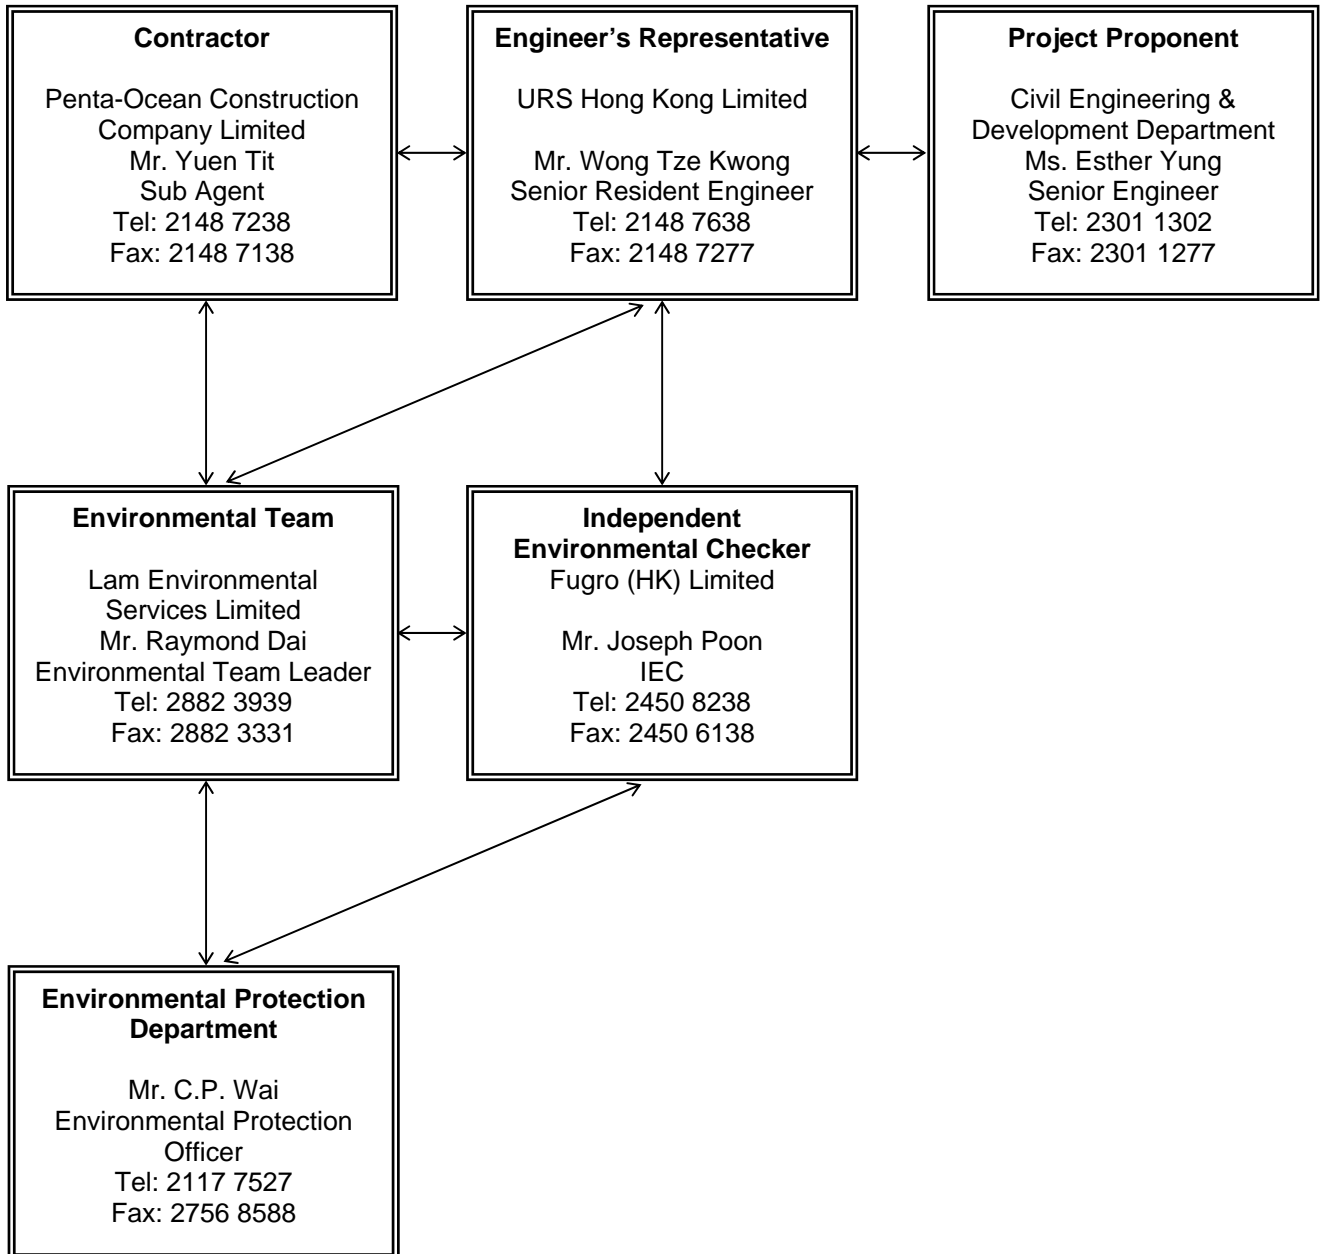 Contractor
Penta-Ocean Construction
Company Limited
Mr. Yuen Tit
Sub Agent
Tel: 2148 7238
Fax: 2148 7138
Engineer’s Representative
URS Hong Kong Limited
Mr. Wong Tze Kwong
Senior Resident Engineer
Tel: 2148 7638
Fax: 2148 7277
Project Proponent
Civil Engineering &
Development Department
Ms. Esther Yung
Senior Engineer
Tel: 2301 1302
Fax: 2301 1277
Environmental Team
Lam Environmental
Services Limited
Mr. Raymond Dai
Environmental Team Leader
Tel: 2882 3939
Fax: 2882 3331
Independent
Environmental Checker
Fugro (HK) Limited
Mr. Joseph Poon
IEC
Tel: 2450 8238
Fax: 2450 6138
Environmental Protection
Department
Mr. C.P. Wai
Environmental Protection
Officer
Tel: 2117 7527
Fax: 2756 8588